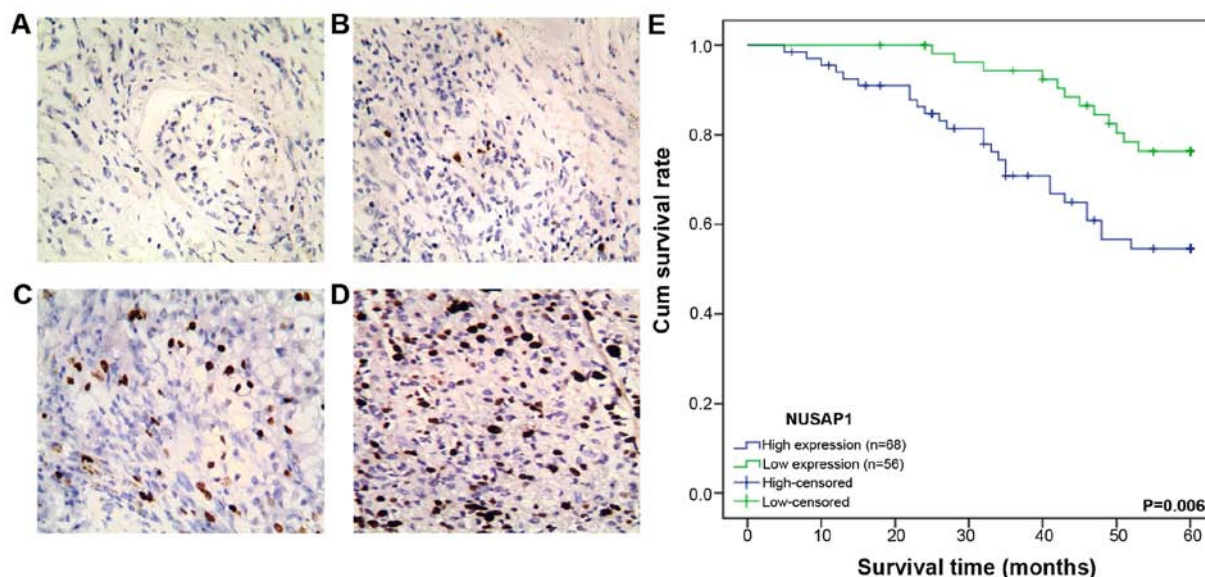 A
B
C
D
E
Cum survival rate
1.0
0.8
0.6
0.4
0.2
0.0
NUSAP1
High expression (n=68)
Low expression (n=56)
High-censored
Low-censored
P=0.006
0 10 20 30 40 50 60
Survival time (months)